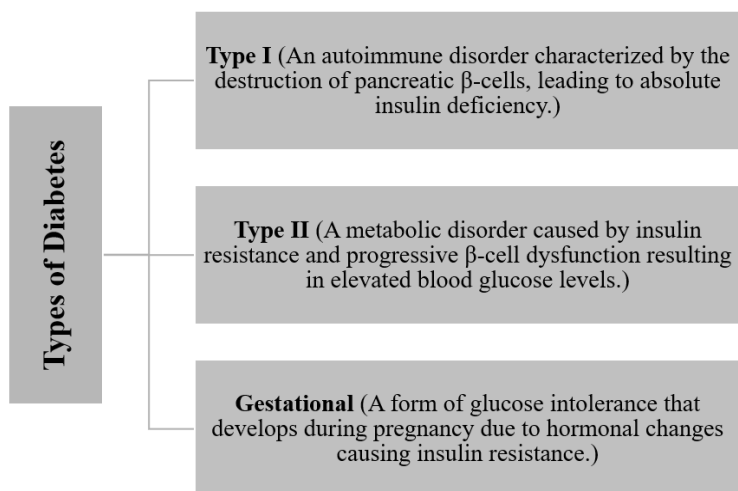 Types of Diabetes
Type I (An autoimmune disorder characterized by the
destruction of pancreatic β-cells, leading to absolute
insulin deficiency.)
Type II (A metabolic disorder caused by insulin
resistance and progressive β-cell dysfunction resulting
in elevated blood glucose levels.)
Gestational (A form of glucose intolerance that
develops during pregnancy due to hormonal changes
causing insulin resistance.)